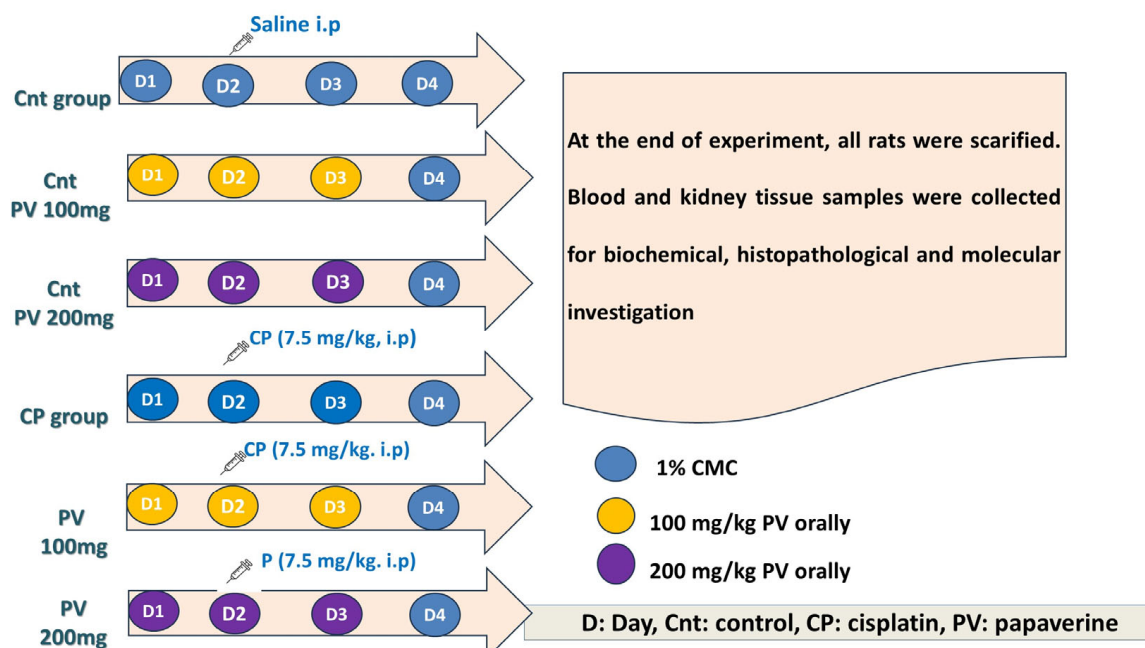 Saline i.p
Cnt group
D1 D2 D3 D4
Cnt
PV 100mg
D1 D2 D3 D4
Cnt
PV 200mg
D1 D2 D3 D4
CP (7.5 mg/kg, i.p)
CP group
D1 D2 D3 D4
CP (7.5 mg/kg. i.p)
PV
100mg
D1 D2 D3 D4
P (7.5 mg/kg. i.p)
PV
200mg
D1 D2 D3 D4
At the end of experiment, all rats were scarified.
Blood and kidney tissue samples were collected
for biochemical, histopathological and molecular
investigation
1% CMC
100 mg/kg PV orally
200 mg/kg PV orally
D: Day, Cnt: control, CP: cisplatin, PV: papaverine